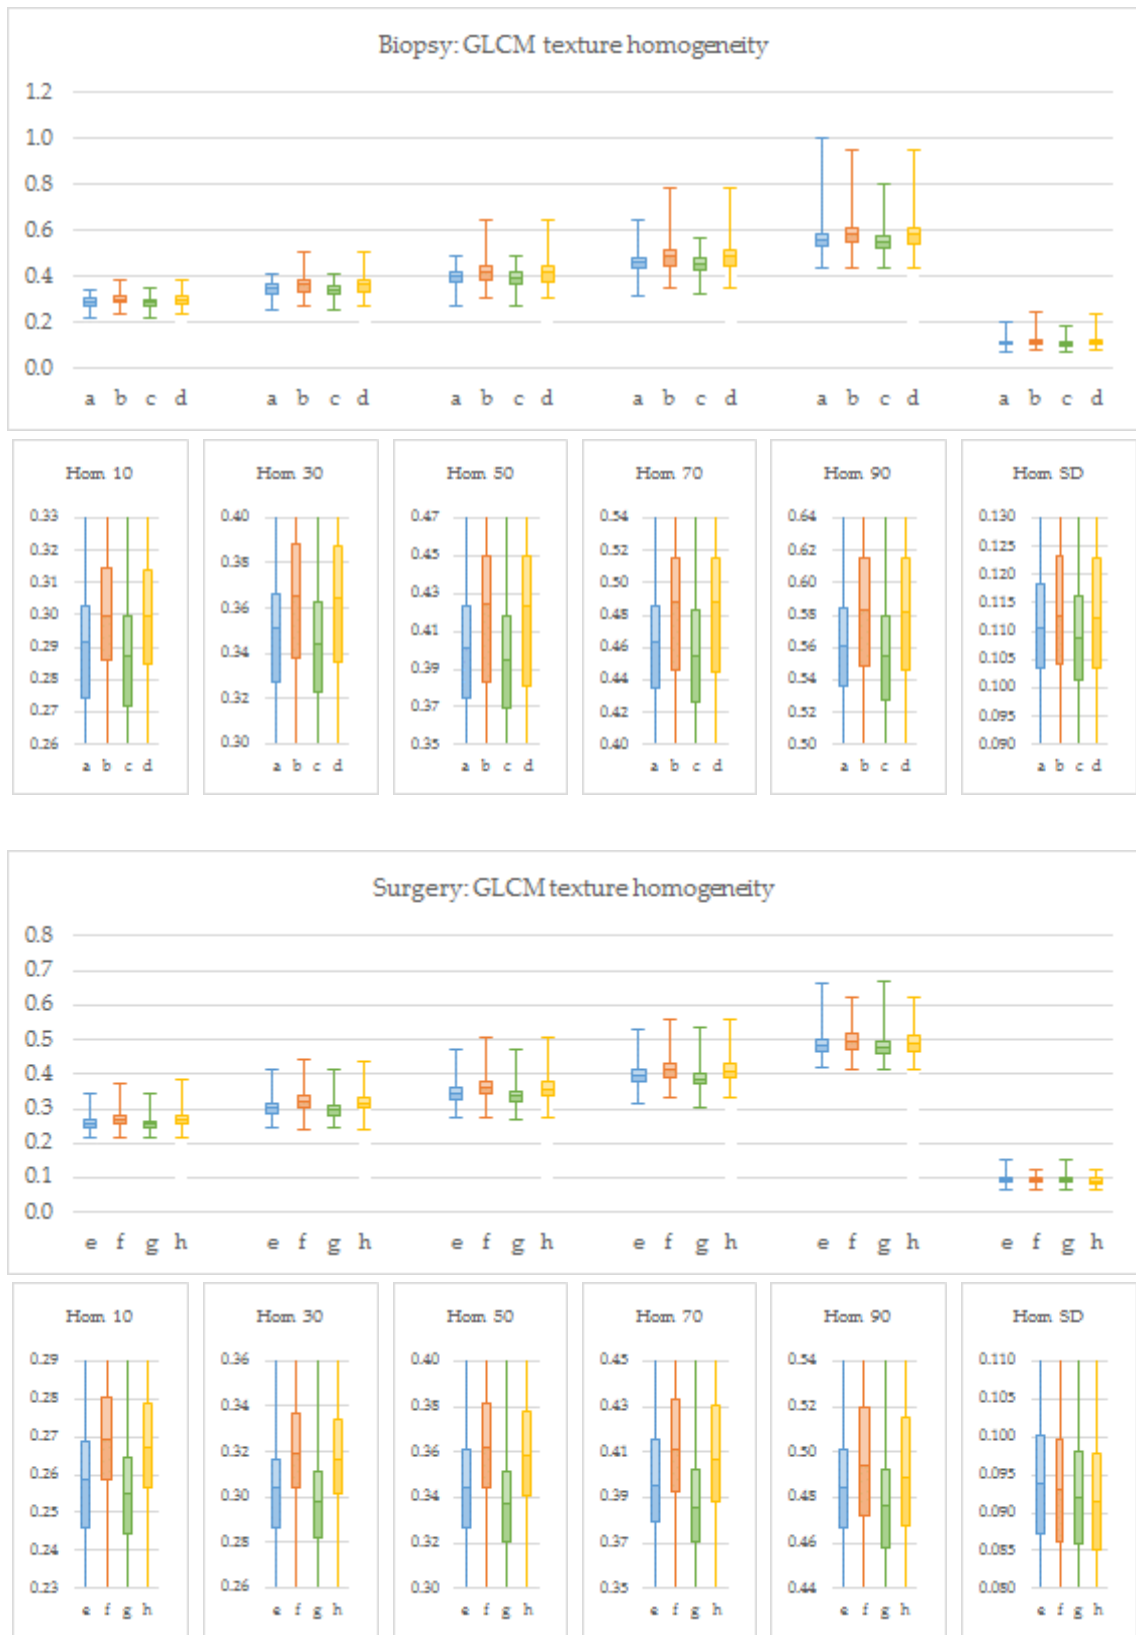 Biopsy: GLCM texture homogeneity
1.2
1.0
0.8
0.6
0.4
0.2
0.0
a b c d a b c d a b c d a b c d a b c d a b c d
Hom 10 Hom 30 Hom 50 Hom 70 Hom 90 Hom SD
0.33 0.40 0.47 0.54 0.64 0.130
0.32 0.38 0.45 0.52 0.62 0.125
0.31 0.36 0.43 0.50 0.60 0.120
0.30 0.34 0.41 0.48 0.58 0.115
0.29 0.32 0.39 0.46 0.56 0.110
0.28 0.30 0.37 0.44 0.54 0.105
0.27 0.35 0.42 0.52 0.100
0.26 0.40 0.50 0.095
0.090
a b c d a b c d a b c d a b c d a b c d a b c d
Surgery: GLCM texture homogeneity
0.8
0.7
0.6
0.5
0.4
0.3
0.2
0.1
0.0
e f g h e f g h e f g h e f g h e f g h e f g h
Hom 10 Hom 30 Hom 50 Hom 70 Hom 90 Hom SD
0.29 0.36 0.40 0.45 0.54 0.110
0.28 0.34 0.38 0.43 0.52 0.105
0.27 0.32 0.36 0.41 0.50 0.100
0.26 0.30 0.34 0.39 0.48 0.095
0.25 0.28 0.32 0.37 0.46 0.090
0.24 0.26 0.30 0.35 0.44 0.085
0.23 0.080
e f g h e f g h e f g h e f g h e f g h e f g h